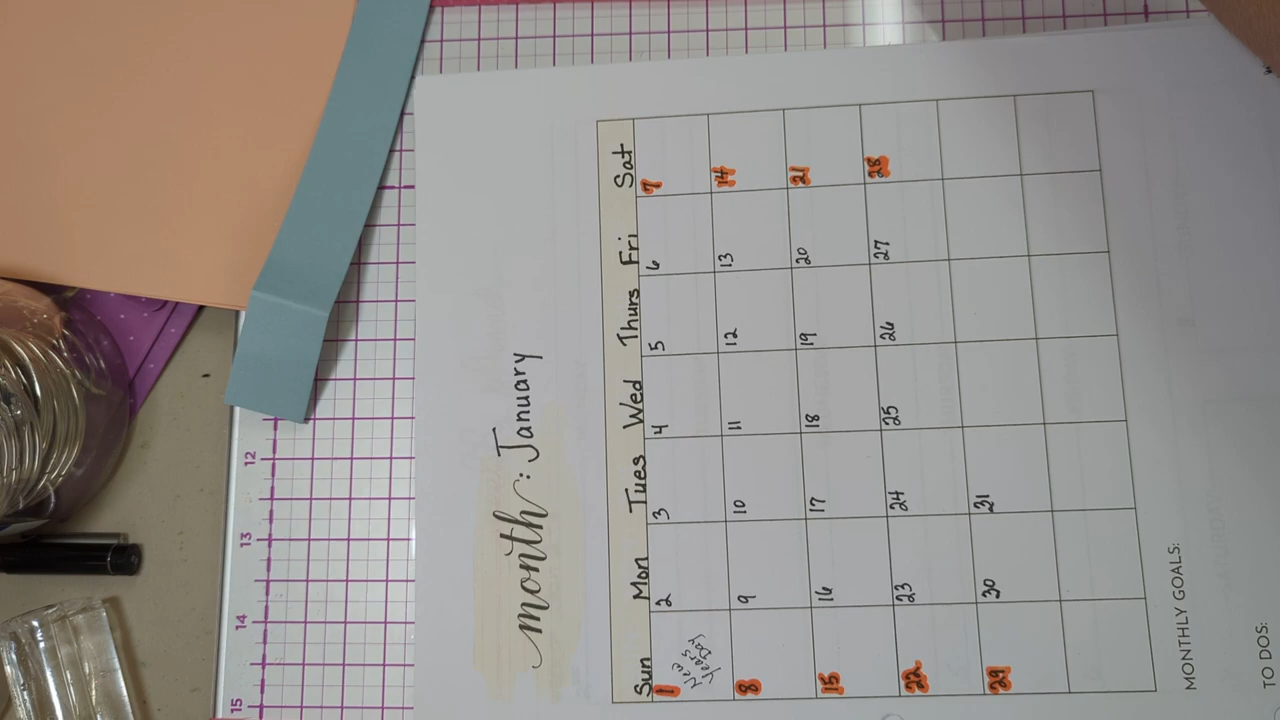 month: January
Sun Mon Tues Wed Thurs Fri Sat
1 2 3 4 5 6 7
New
Years
8 9 10 11 12 13 14
15 16 17 18 19 20 21
22 23 24 25 26 27 28
29 30 31
MONTHLY GOALS:
TO DOS:
12
13
14
15